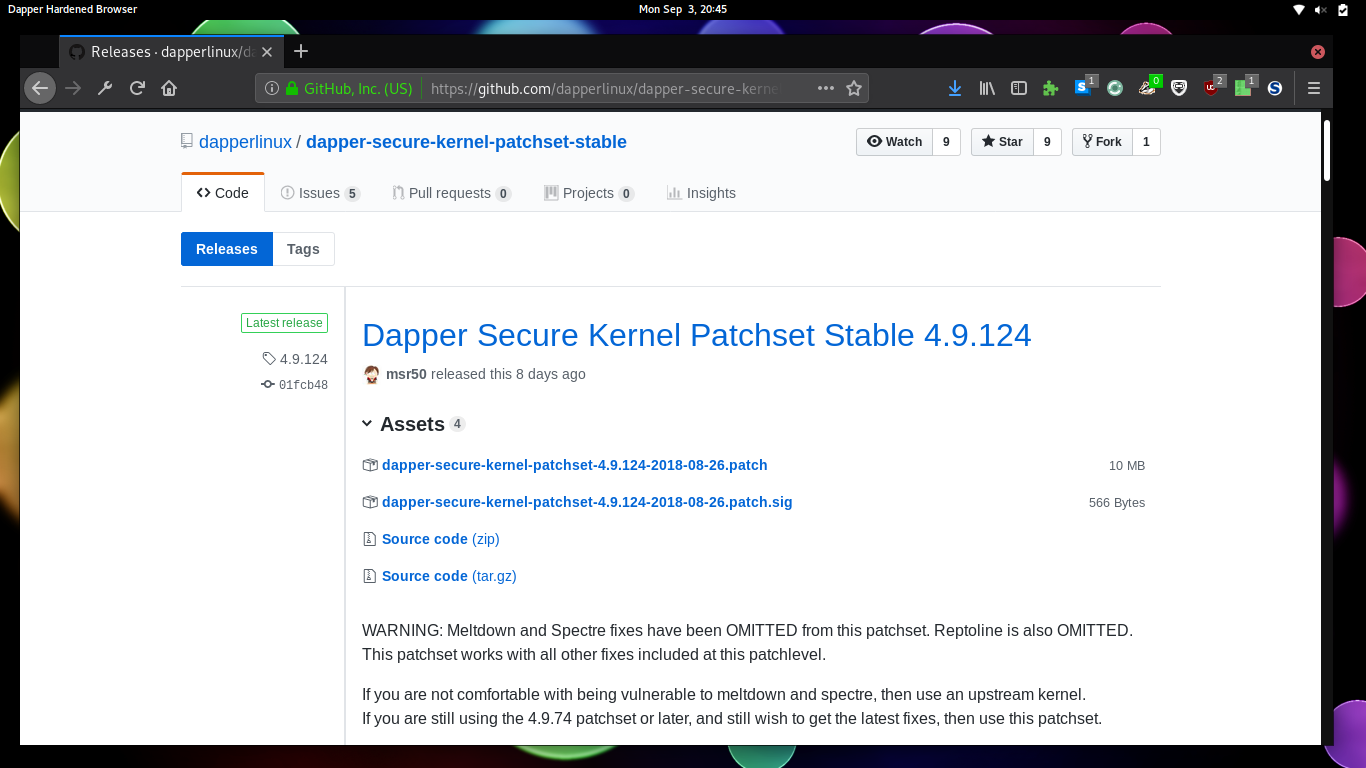 Dapper Hardened Browser
Mon Sep 3, 20:45
Releases · dapperlinux/da
GitHub, Inc. (US)
https://github.com/dapperlinux/dapper-secure-kerne
1
0
2
1
dapperlinux / dapper-secure-kernel-patchset-stable
Watch 9
Star 9
Fork 1
Code
Issues 5
Pull requests 0
Projects 0
Insights
Releases
Tags
Latest release
4.9.124
01fcb48
Dapper Secure Kernel Patchset Stable 4.9.124
msr50 released this 8 days ago
Assets 4
dapper-secure-kernel-patchset-4.9.124-2018-08-26.patch 10 MB
dapper-secure-kernel-patchset-4.9.124-2018-08-26.patch.sig 566 Bytes
Source code (zip)
Source code (tar.gz)
WARNING: Meltdown and Spectre fixes have been OMITTED from this patchset. Reptoline is also OMITTED.
This patchset works with all other fixes included at this patchlevel.
If you are not comfortable with being vulnerable to meltdown and spectre, then use an upstream kernel.
If you are still using the 4.9.74 patchset or later, and still wish to get the latest fixes, then use this patchset.